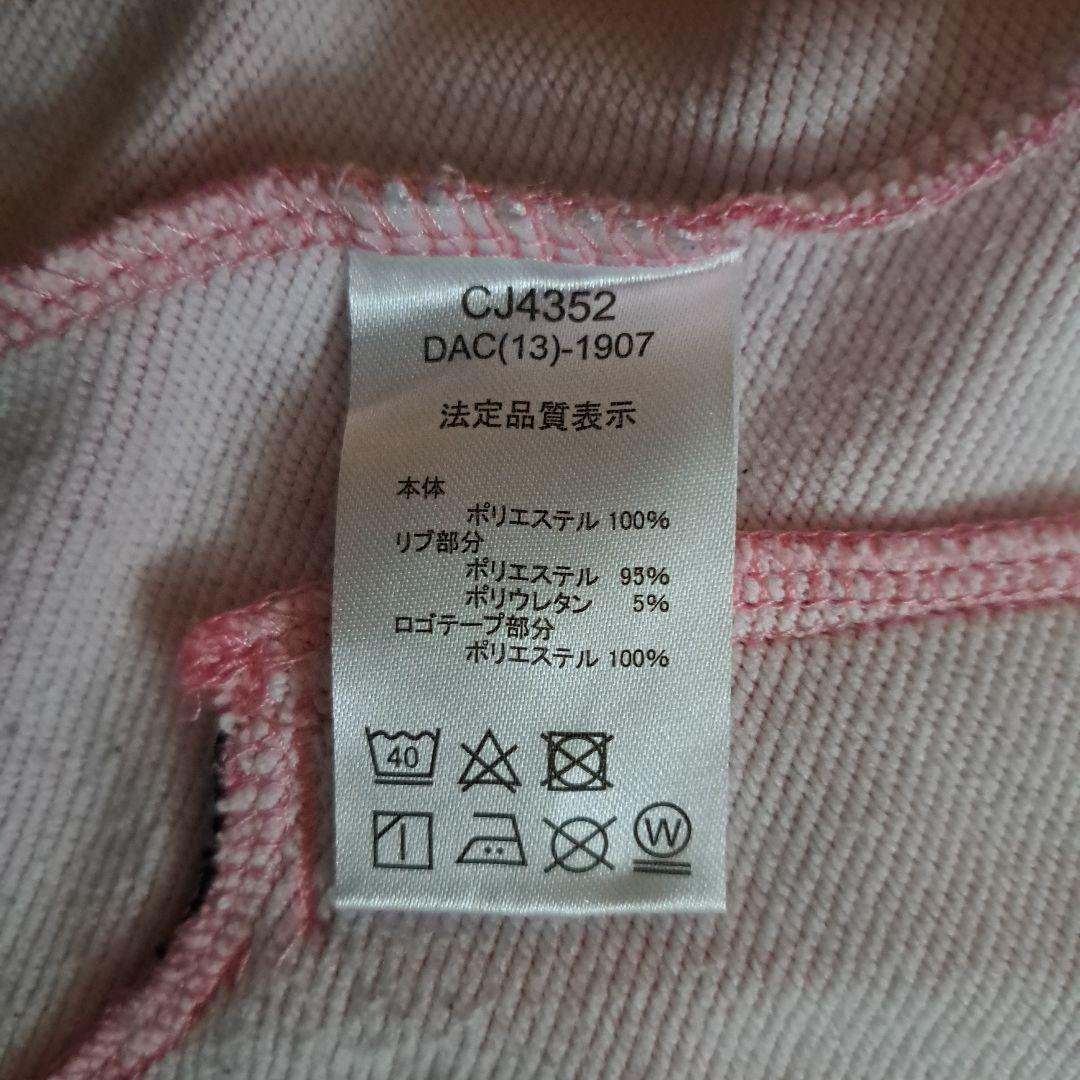 CJ4352
DAC(13)-1907
法定品質表示
本体
ポリエステル 100%
リブ部分
ポリエステル 95%
ポリウレタン 5%
ロゴテープ部分
ポリエステル 100%
40
W